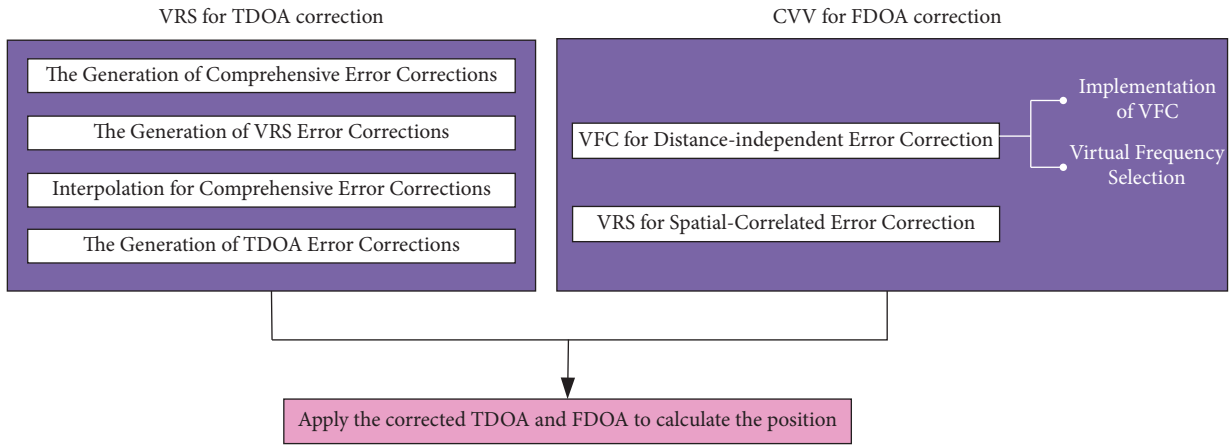 VRS for TDOA correction
The Generation of Comprehensive Error Corrections
The Generation of VRS Error Corrections
Interpolation for Comprehensive Error Corrections
The Generation of TDOA Error Corrections
CVV for FDOA correction
VFC for Distance-independent Error Correction
Implementation
of VFC
Virtual Frequency
Selection
VRS for Spatial-Correlated Error Correction
Apply the corrected TDOA and FDOA to calculate the position